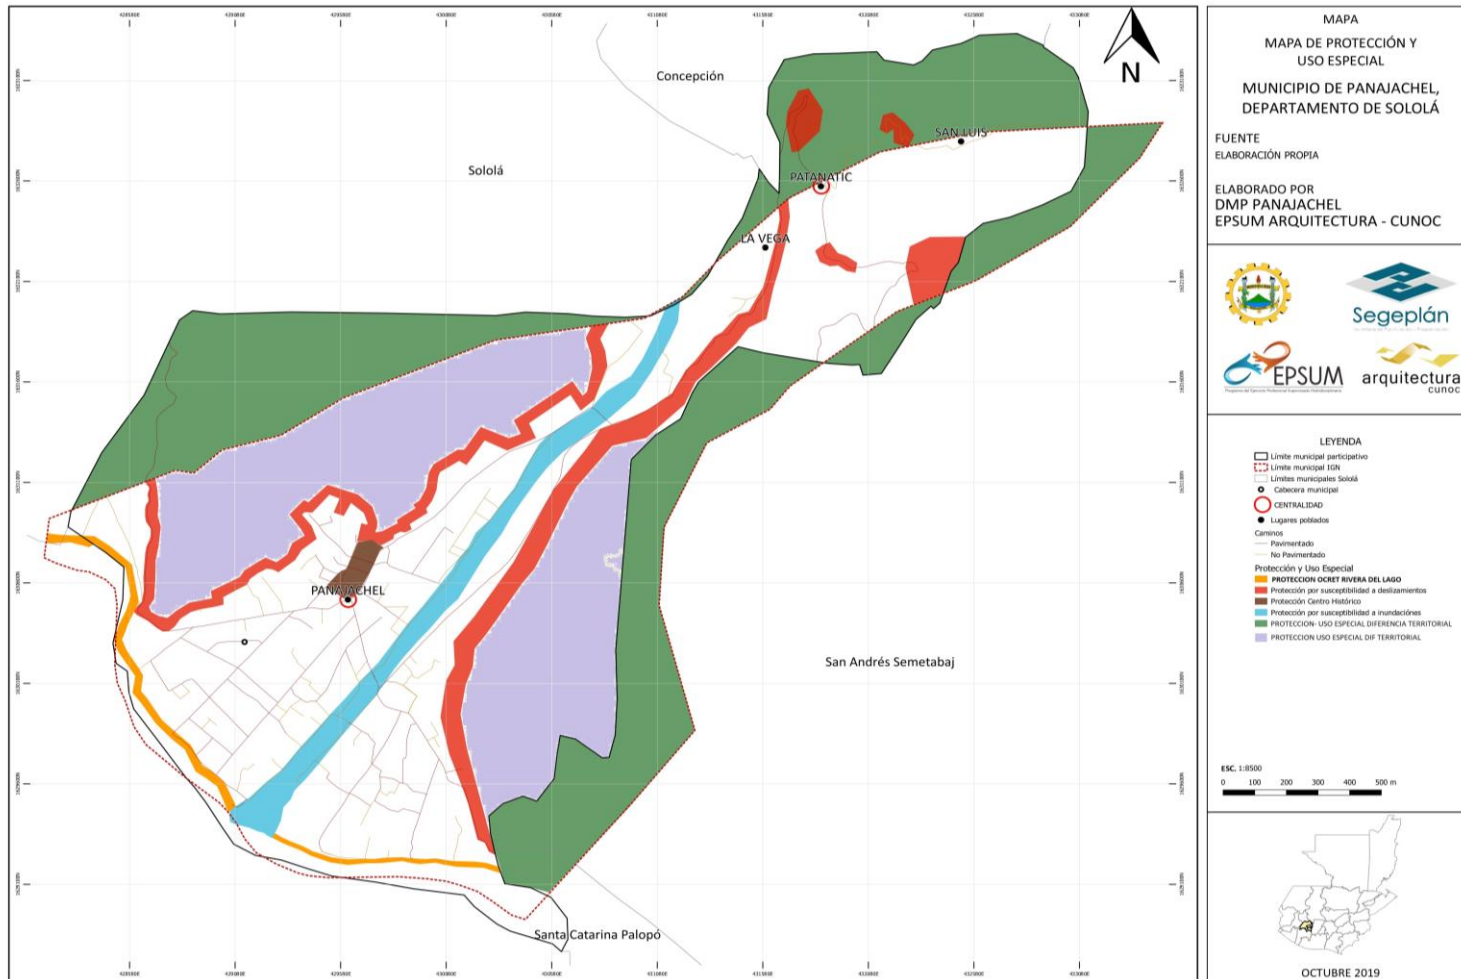 MAPA
MAPA DE PROTECCIÓN Y
USO ESPECIAL
MUNICIPIO DE PANAJACHEL,
DEPARTAMENTO DE SOLOLÁ
FUENTE
ELABORACIÓN PROPIA
ELABORADO POR
DMP PANAJACHEL
EPSUM ARQUITECTURA - CUNOC
Segeplán
EPSUM
arquitectura
cunoc
LEYENDA
Límite municipal participativo
Límite municipal IGN
Límites municipales Sololá
Cabecera municipal
CENTRALIDAD
Lugares poblados
Caminos
Pavimentado
No Pavimentado
Protección y Uso Especial
PROTECCION OCRET RIVERA DEL LAGO
Protección por susceptibilidad a deslizamientos
Protección Centro Histórico
Protección por susceptibilidad a inundaciónes
PROTECCION- USO ESPECIAL DIFERENCIA TERRITORIAL
PROTECCION USO ESPECIAL DIF TERRITORIAL
ESC. 1:8500
0 100 200 300 400 500 m
OCTUBRE 2019
N
Concepción
Sololá
SAN LUIS
PATANATIC
LA VEGA
PANAJACHEL
San Andrés Semetabaj
Santa Catarina Palopó